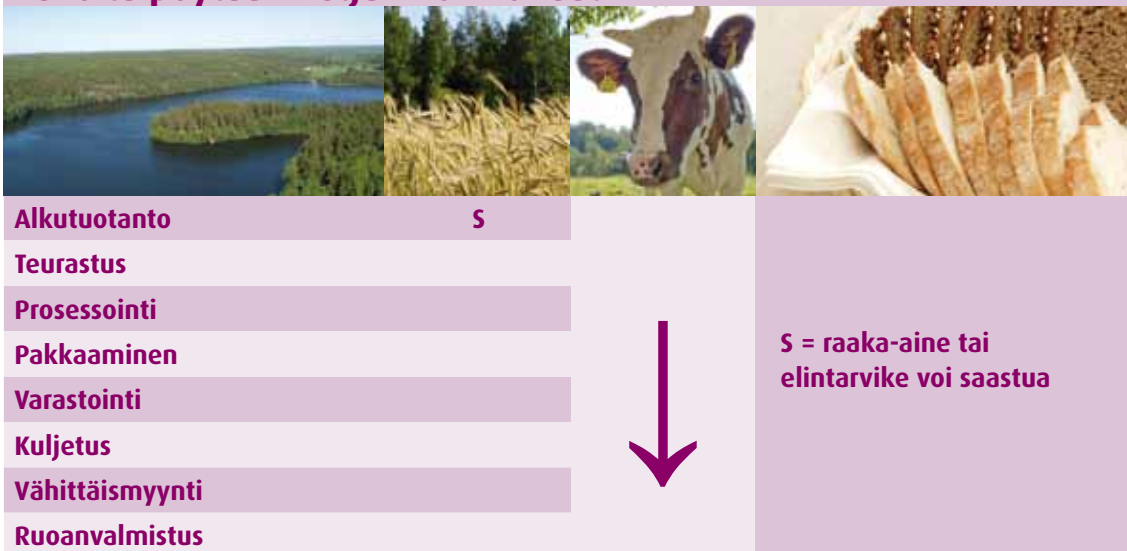 Alkutuotanto S
Teurastus
Prosessointi
Pakkaaminen
Varastointi
Kuljetus
Vähittäismyynti
Ruoanvalmistus
S = raaka-aine tai
elintarvike voi saastua